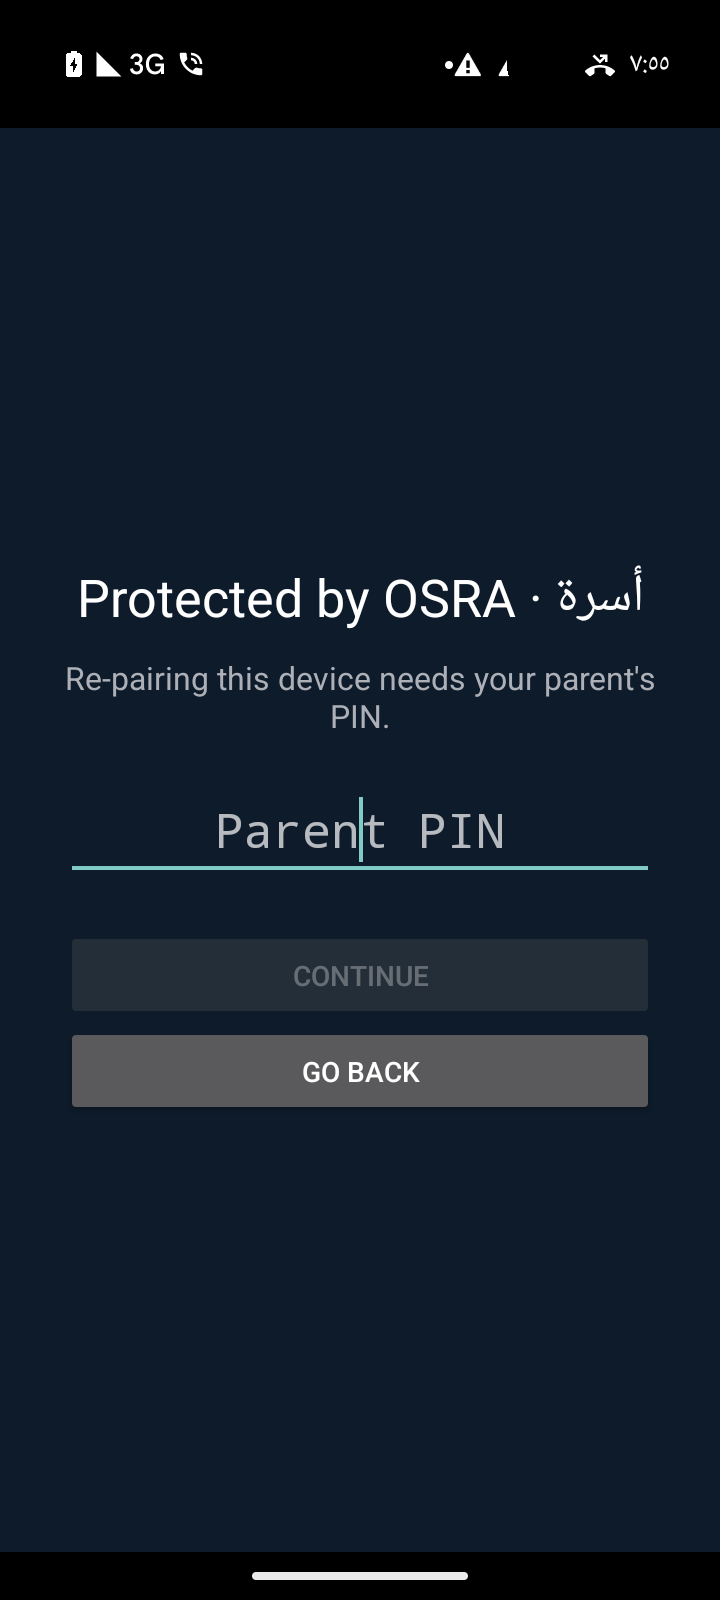 3G
٧:٥٥
Protected by OSRA · أسرة
Re-pairing this device needs your parent's
PIN.
Parent PIN
CONTINUE
GO BACK